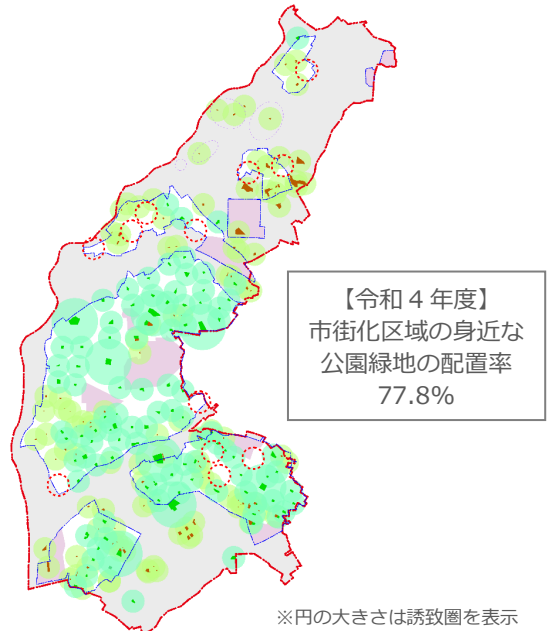 【令和4年度】
市街化区域の身近な
公園緑地の配置率
77.8%
※円の大きさは誘致圏を表示